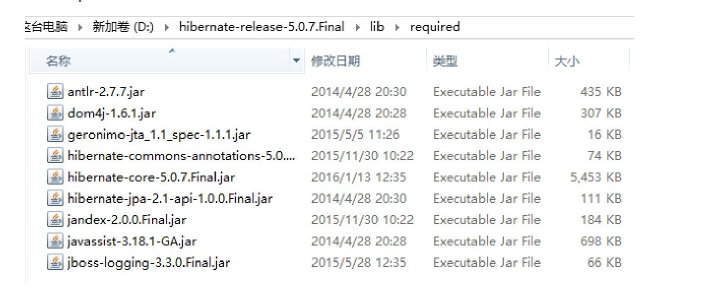 这台电脑 ▸ 新加卷 (D:) ▸ hibernate-release-5.0.7.Final ▸ lib ▸ required
名称 修改日期 类型 大小
antlr-2.7.7.jar 2014/4/28 20:30 Executable Jar File 435 KB
dom4j-1.6.1.jar 2014/4/28 20:28 Executable Jar File 307 KB
geronimo-jta_1.1_spec-1.1.1.jar 2015/5/5 11:26 Executable Jar File 16 KB
hibernate-commons-annotations-5.0.... 2015/11/30 10:22 Executable Jar File 74 KB
hibernate-core-5.0.7.Final.jar 2016/1/13 12:35 Executable Jar File 5,453 KB
hibernate-jpa-2.1-api-1.0.0.Final.jar 2014/4/28 20:30 Executable Jar File 111 KB
jandex-2.0.0.Final.jar 2015/11/30 10:22 Executable Jar File 184 KB
javassist-3.18.1-GA.jar 2014/4/28 20:28 Executable Jar File 698 KB
jboss-logging-3.3.0.Final.jar 2015/5/28 12:35 Executable Jar File 66 KB